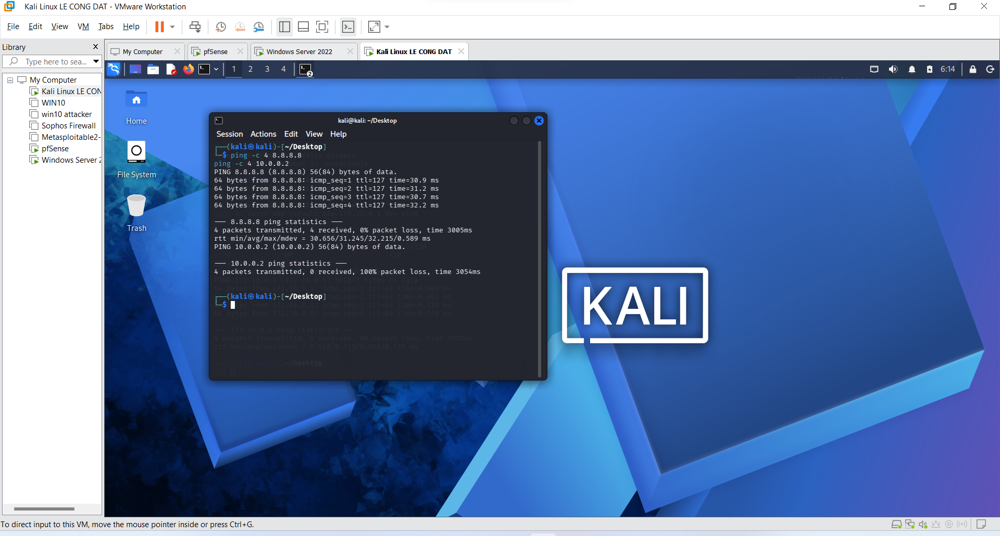 Kali Linux LE CONG DAT - VMware Workstation
File Edit View VM Tabs Help
Library
Type here to sea...
My Computer
Kali Linux LE CON
WIN10
win10 attacker
Sophos Firewall
Metasploitable2-
pfSense
Windows Server 2
My Computer
pfSense
Windows Server 2022
Kali Linux LE CONG DAT
1 2 3 4
2
6:14
Home
File System
Trash
kali@kali: ~/Desktop
Session Actions Edit View Help
┌──(kali㉿kali)-[~/Desktop]
└─$ ping -c 4 8.8.8.8
ping -c 4 10.0.0.2
PING 8.8.8.8 (8.8.8.8) 56(84) bytes of data.
64 bytes from 8.8.8.8: icmp_seq=1 ttl=127 time=30.9 ms
64 bytes from 8.8.8.8: icmp_seq=2 ttl=127 time=31.2 ms
64 bytes from 8.8.8.8: icmp_seq=3 ttl=127 time=30.7 ms
64 bytes from 8.8.8.8: icmp_seq=4 ttl=127 time=32.2 ms
--- 8.8.8.8 ping statistics ---
4 packets transmitted, 4 received, 0% packet loss, time 3005ms
rtt min/avg/max/mdev = 30.656/31.245/32.215/0.589 ms
PING 10.0.0.2 (10.0.0.2) 56(84) bytes of data.
--- 10.0.0.2 ping statistics ---
4 packets transmitted, 0 received, 100% packet loss, time 3054ms
┌──(kali㉿kali)-[~/Desktop]
└─$
KALI
To direct input to this VM, move the mouse pointer inside or press Ctrl+G.